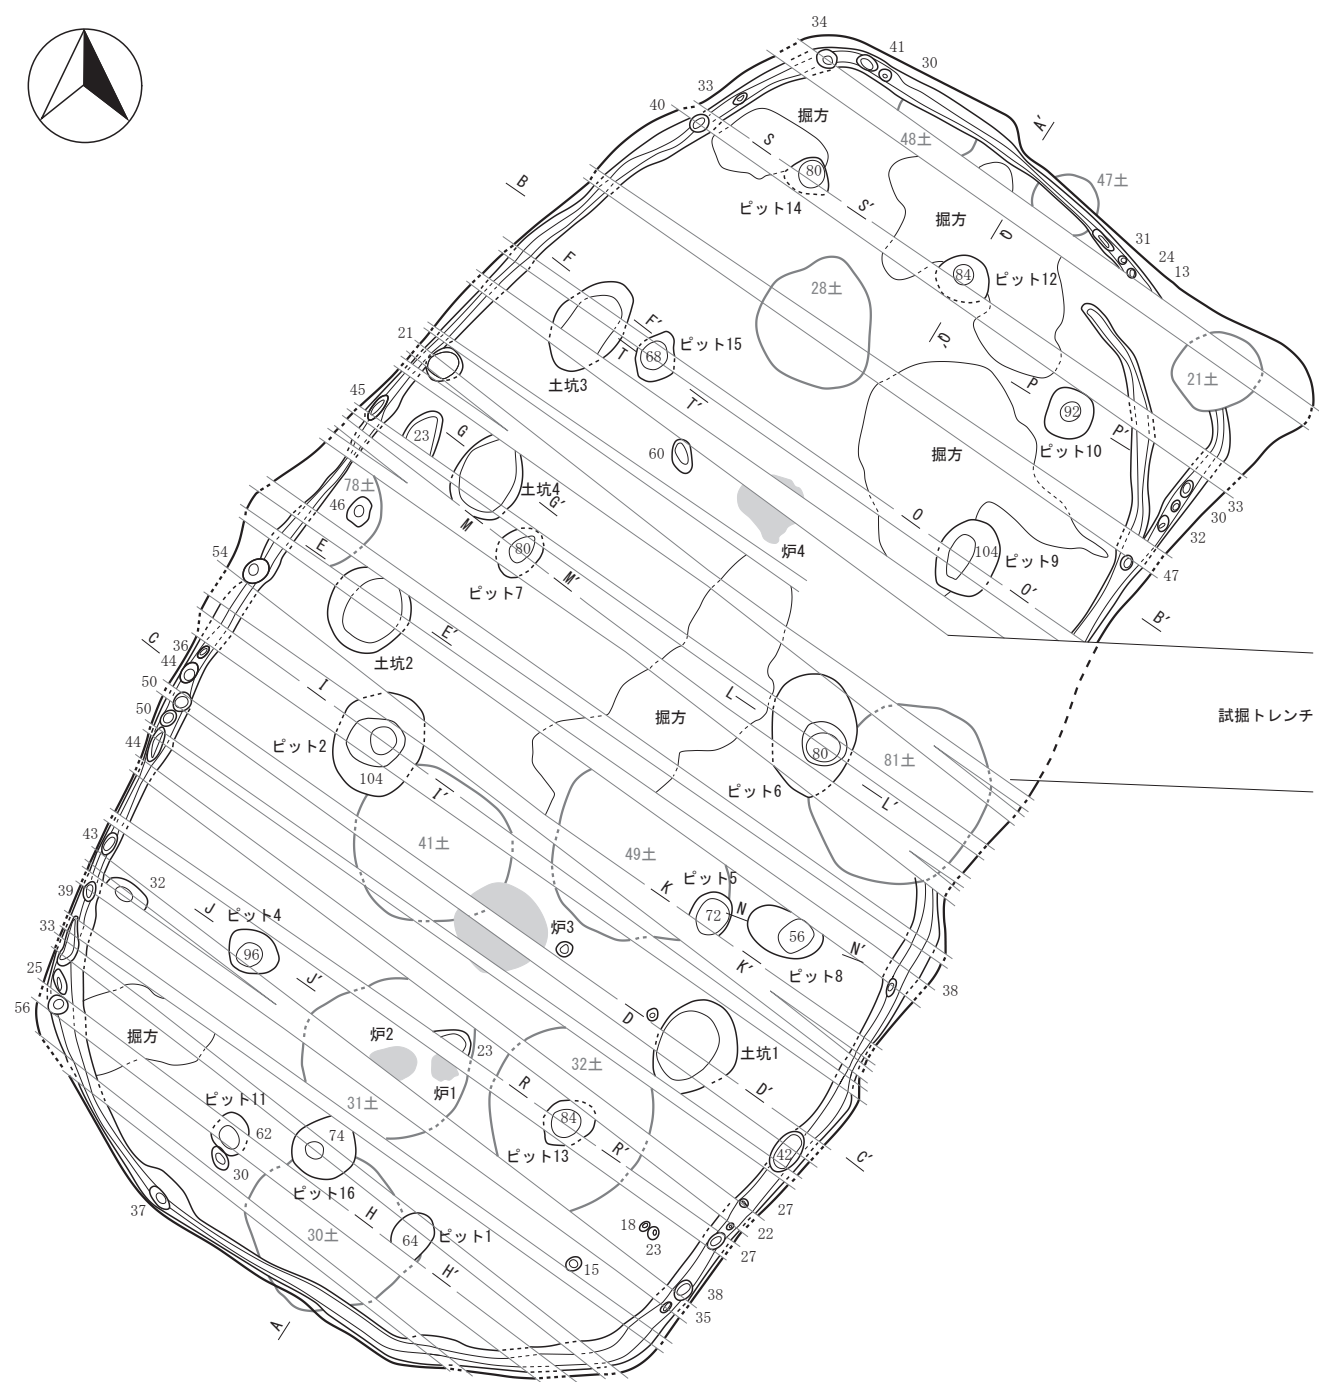 34
41
30
33
40
掘方
A'
48土
S
80
47土
B
ピット14
S'
掘方
Q
31
24
F
84
ピット12
13
28土
F'
21
ピット15
Q'
T
68
土坑3
P
21土
45
T'
92
P'
23
G
60
掘方
ピット10
78土
土坑4
46
G'
33
M
O
30
E
32
54
80
炉4
104
ピット9
M'
47
ピット7
O'
B'
C
E'
36
土坑2
44
I
50
L
50
掘方
試掘トレンチ
44
ピット2
80
81土
104
ピット6
I'
L'
43
41土
49土
ピット5
39
32
K
J
ピット4
72
N
33
炉3
56
N'
96
ピット8
25
K'
J'
38
56
D
掘方
炉2
23
土坑1
32土
炉1
R
D'
31土
ピット11
84
62
74
R'
42
C'
ピット13
30
ピット16
37
H
27
18
22
30土
64
ピット1
23
27
H'
15
38
35
A